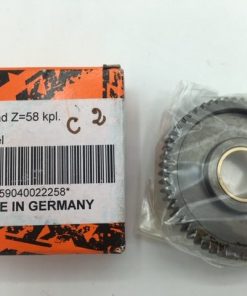 d Z=58 kpl.
C 2
el
59040022258*
E IN GERMANY